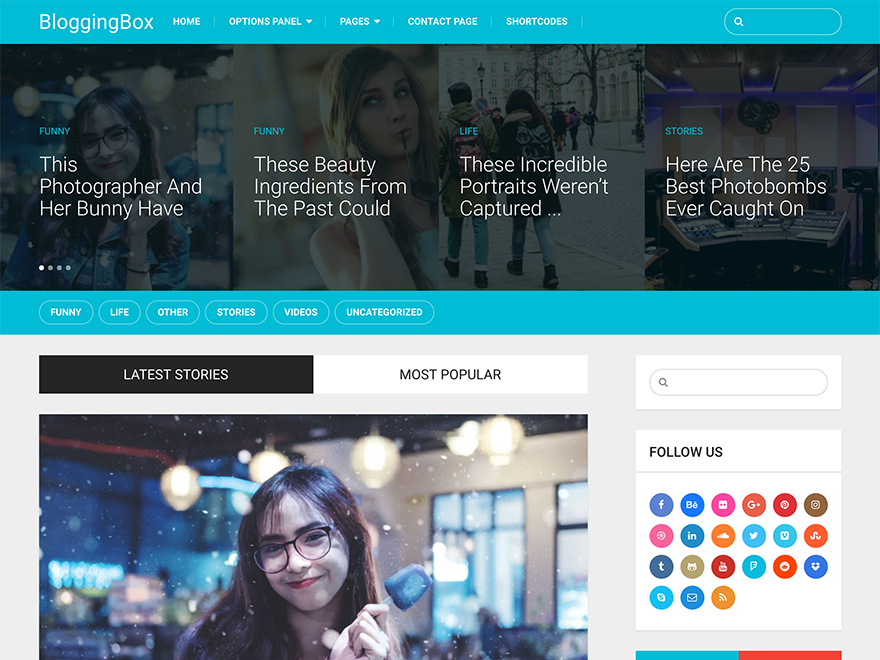 BloggingBox
HOME
OPTIONS PANEL
PAGES
CONTACT PAGE
SHORTCODES
FUNNY
This
Photographer And
Her Bunny Have
FUNNY
These Beauty
Ingredients From
The Past Could
LIFE
These Incredible
Portraits Weren't
Captured ...
STORIES
Here Are The 25
Best Photobombs
Ever Caught On
FUNNY
LIFE
OTHER
STORIES
VIDEOS
UNCATEGORIZED
LATEST STORIES
MOST POPULAR
FOLLOW US